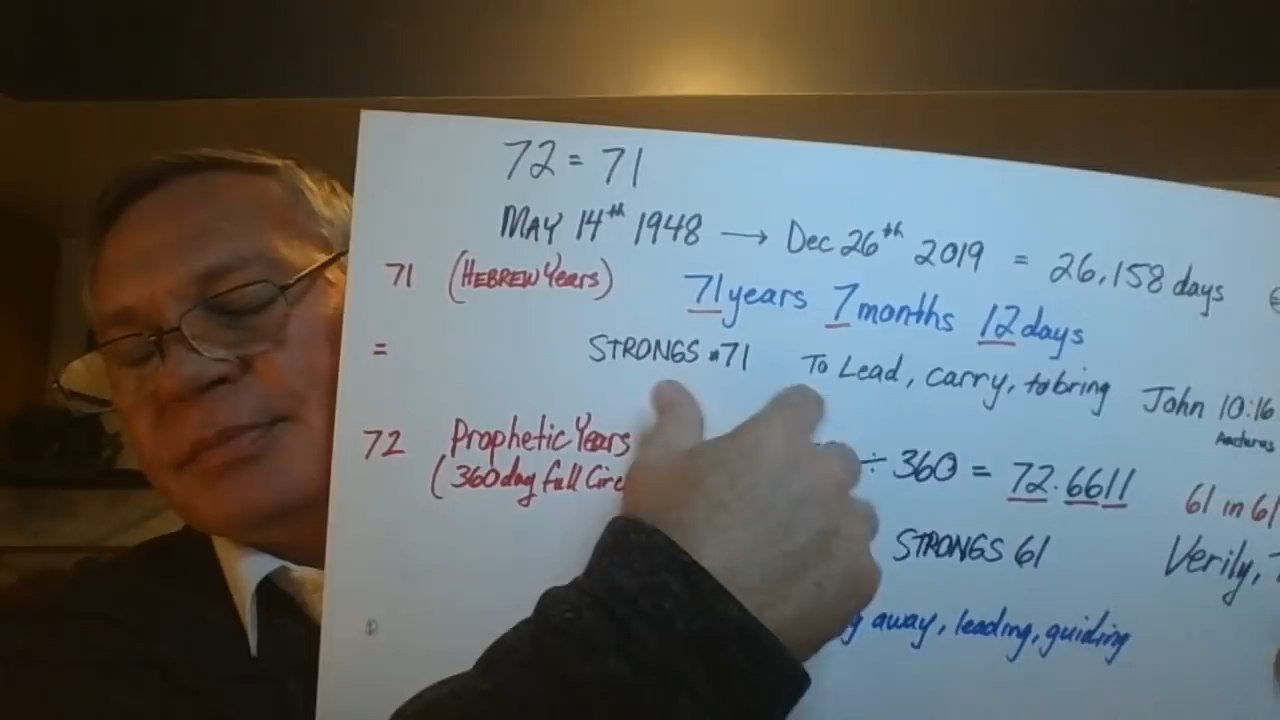 72 = 71
MAY 14th 1948 → Dec 26th 2019 = 26,158 days
71 (HEBREW Years) 71 years 7 months 12 days
= STRONGS #71 To Lead, carry, to bring John 10:16
72 Prophetic Years ÷ 360 = 72.6611 61 in 61
(360 day full Circ
STRONGS 61 Verily,
away, leading, guiding